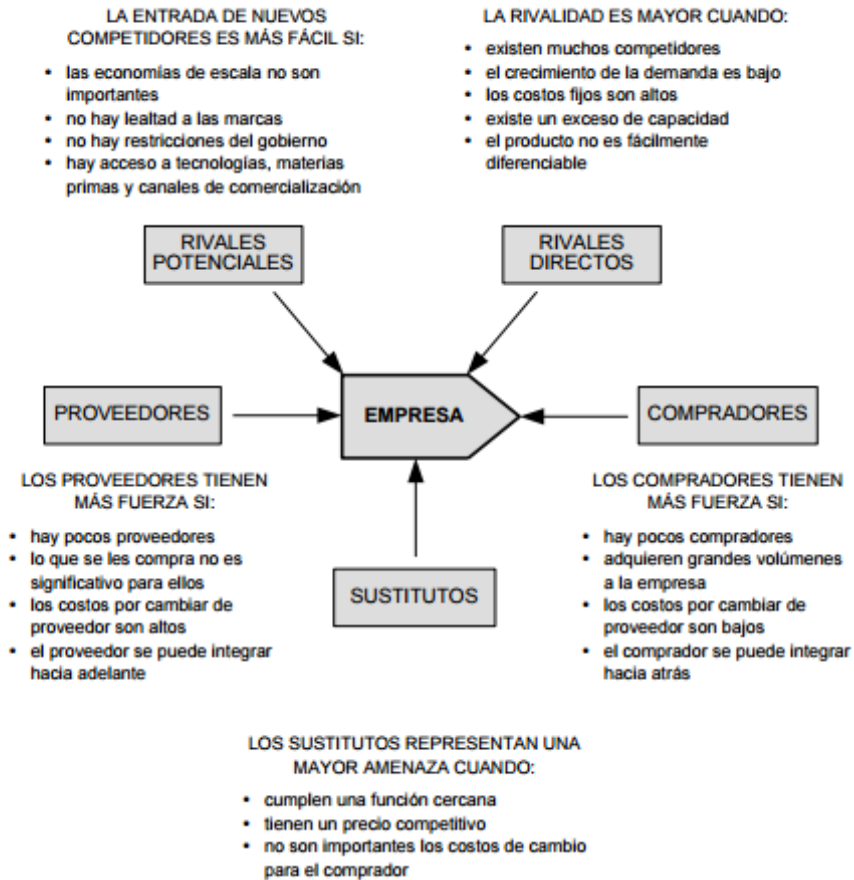 LA ENTRADA DE NUEVOS
COMPETIDORES ES MÁS FÁCIL SI:
• las economías de escala no son
importantes
• no hay lealtad a las marcas
• no hay restricciones del gobierno
• hay acceso a tecnologías, materias
primas y canales de comercialización
LA RIVALIDAD ES MAYOR CUANDO:
• existen muchos competidores
• el crecimiento de la demanda es bajo
• los costos fijos son altos
• existe un exceso de capacidad
• el producto no es fácilmente
diferenciable
RIVALES
POTENCIALES
RIVALES
DIRECTOS
PROVEEDORES
EMPRESA
COMPRADORES
LOS PROVEEDORES TIENEN
MÁS FUERZA SI:
• hay pocos proveedores
• lo que se les compra no es
significativo para ellos
• los costos por cambiar de
proveedor son altos
• el proveedor se puede integrar
hacia adelante
SUSTITUTOS
LOS COMPRADORES TIENEN
MÁS FUERZA SI:
• hay pocos compradores
• adquieren grandes volúmenes
a la empresa
• los costos por cambiar de
proveedor son bajos
• el comprador se puede integrar
hacia atrás
LOS SUSTITUTOS REPRESENTAN UNA
MAYOR AMENAZA CUANDO:
• cumplen una función cercana
• tienen un precio competitivo
• no son importantes los costos de cambio
para el comprador